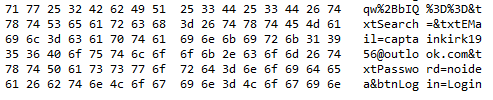 71 77 25 32 42 62 49 51 25 33 44 25 33 44 26 74 qw%2BbIQ %3D%3D&t
78 74 53 65 61 72 63 68 3d 26 74 78 74 45 4d 61 xtSearch =&txtEMa
69 6c 3d 63 61 70 74 61 69 6e 6b 69 72 6b 31 39 il=capta inkirk19
35 36 40 6f 75 74 6c 6f 6f 6b 2e 63 6f 6d 26 74 56@outlo ok.com&t
78 74 50 61 73 73 77 6f 72 64 3d 6e 6f 69 64 65 xtPasswo rd=noide
61 26 62 74 6e 4c 6f 67 69 6e 3d 4c 6f 67 69 6e a&btnLog in=Login